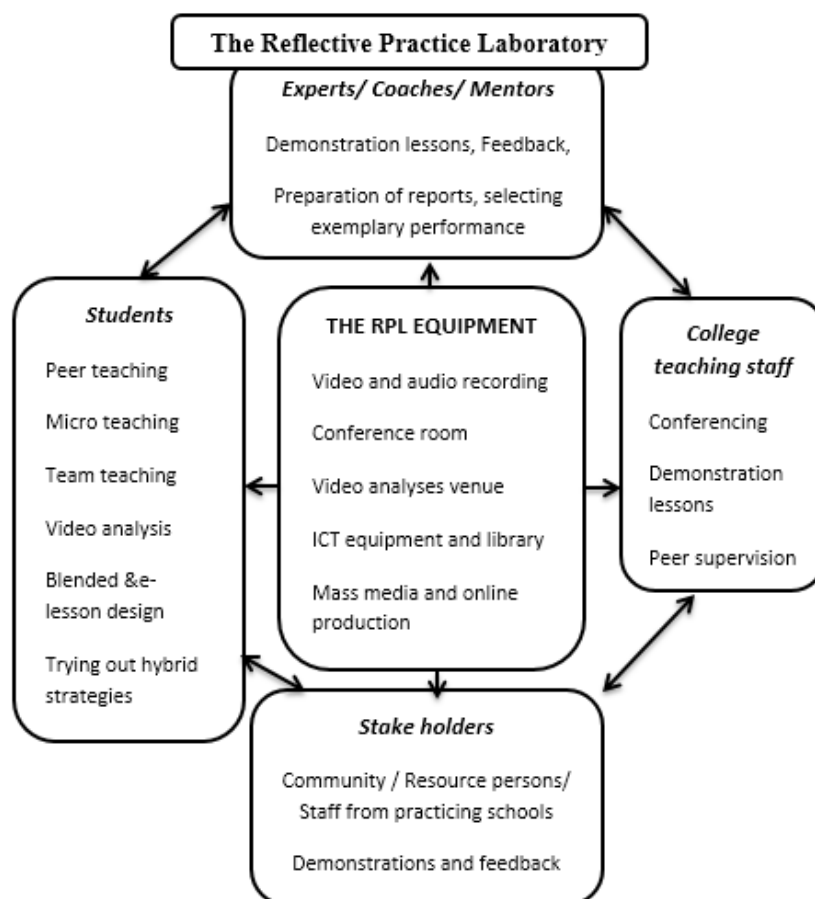 The Reflective Practice Laboratory
Experts/ Coaches/ Mentors
Demonstration lessons, Feedback,
Preparation of reports, selecting
exemplary performance
Students
Peer teaching
Micro teaching
Team teaching
Video analysis
Blended &e-
lesson design
Trying out hybrid
strategies
THE RPL EQUIPMENT
Video and audio recording
Conference room
Video analyses venue
ICT equipment and library
Mass media and online
production
College
teaching staff
Conferencing
Demonstration
lessons
Peer supervision
Stake holders
Community / Resource persons/
Staff from practicing schools
Demonstrations and feedback